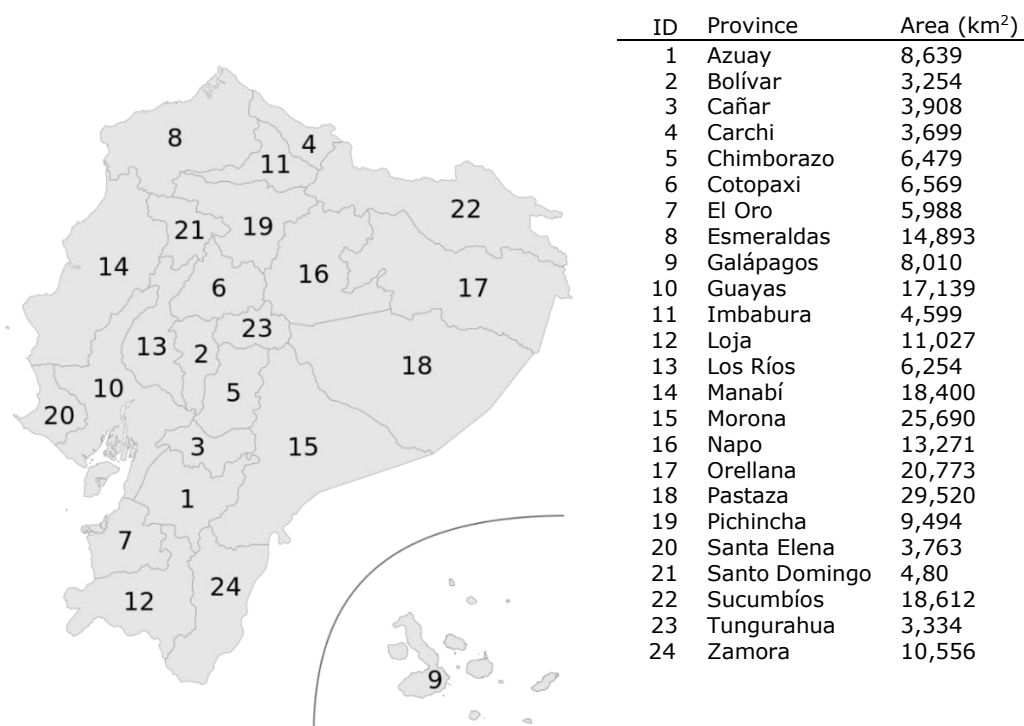 ID Province Area (km²)
1 Azuay 8,639
2 Bolívar 3,254
3 Cañar 3,908
4 Carchi 3,699
5 Chimborazo 6,479
6 Cotopaxi 6,569
7 El Oro 5,988
8 Esmeraldas 14,893
9 Galápagos 8,010
10 Guayas 17,139
11 Imbabura 4,599
12 Loja 11,027
13 Los Ríos 6,254
14 Manabí 18,400
15 Morona 25,690
16 Napo 13,271
17 Orellana 20,773
18 Pastaza 29,520
19 Pichincha 9,494
20 Santa Elena 3,763
21 Santo Domingo 4,80
22 Sucumbíos 18,612
23 Tungurahua 3,334
24 Zamora 10,556
8
4
11
22
21
19
14
16
6
17
23
13
2
18
10
5
20
3
15
1
7
24
12
9